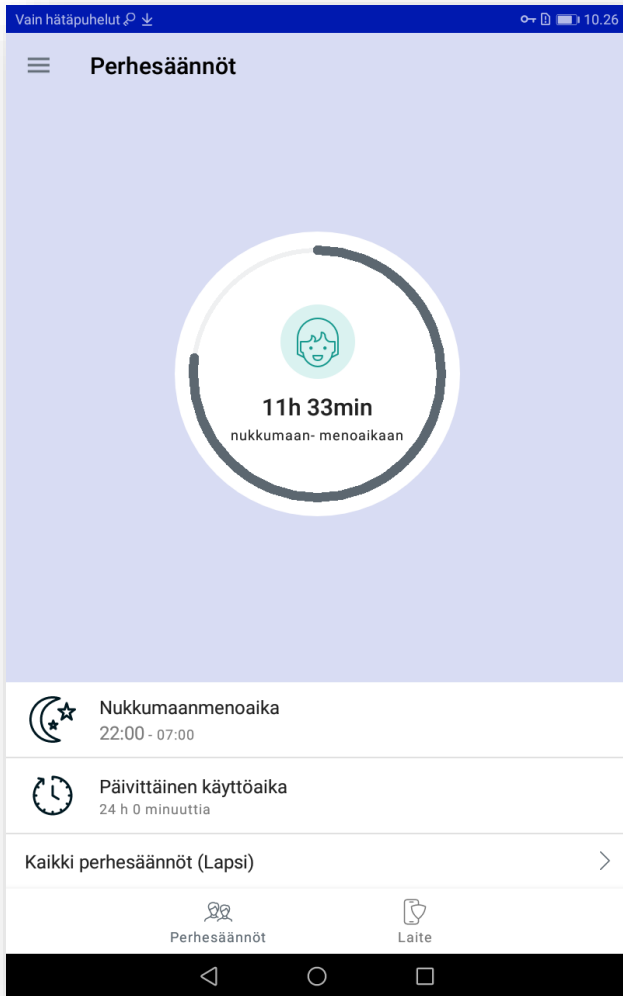 Vain hätäpuhelut 10.26
Perhesäännöt
11h 33min
nukkumaan- menoaikaan
Nukkumaanmenoaika
22:00 - 07:00
Päivittäinen käyttöaika
24 h 0 minuuttia
Kaikki perhesäännöt (Lapsi)
Perhesäännöt Laite